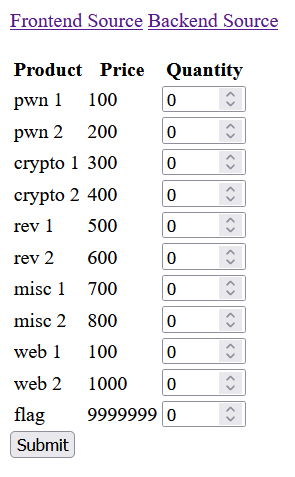 Frontend Source Backend Source
Product Price Quantity
pwn 1 100 0
pwn 2 200 0
crypto 1 300 0
crypto 2 400 0
rev 1 500 0
rev 2 600 0
misc 1 700 0
misc 2 800 0
web 1 100 0
web 2 1000 0
flag 9999999 0
Submit